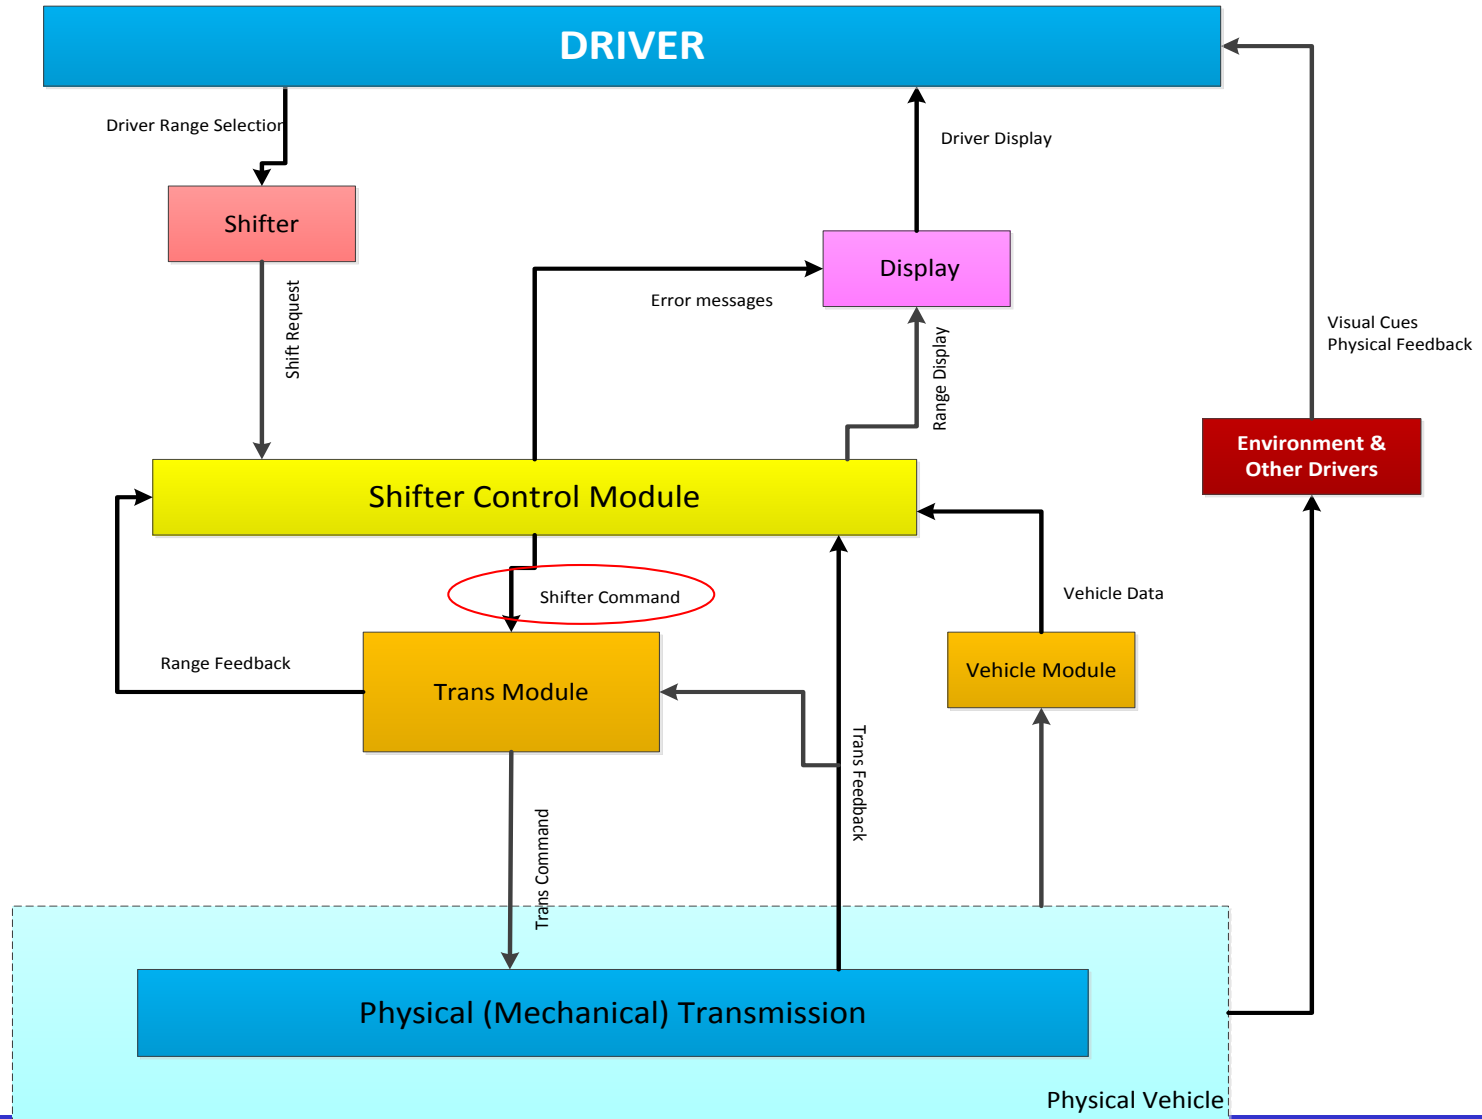 DRIVER
Driver Range Selection
Driver Display
Shifter
Display
Error messages
Shift Request
Range Display
Visual Cues
Physical Feedback
Environment &
Other Drivers
Shifter Control Module
Shifter Command
Vehicle Data
Range Feedback
Trans Module
Vehicle Module
Trans Feedback
Trans Command
Physical (Mechanical) Transmission
Physical Vehicle